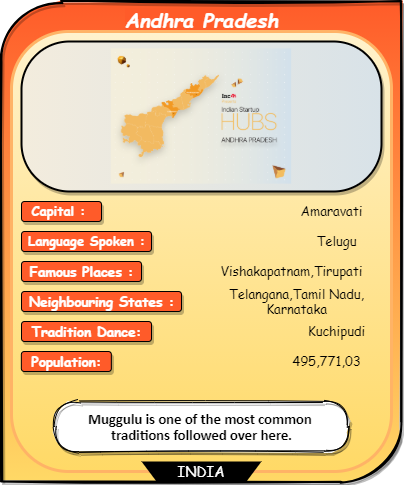 Andhra Pradesh
Inc42
Indian Startup
HUBS
ANDHRA PRADESH
Capital :
Amaravati
Language Spoken :
Telugu
Famous Places :
Vishakapatnam,Tirupati
Neighbouring States :
Telangana,Tamil Nadu,
Karnataka
Tradition Dance:
Kuchipudi
Population:
495,771,03
Muggulu is one of the most common
traditions followed over here.
INDIA